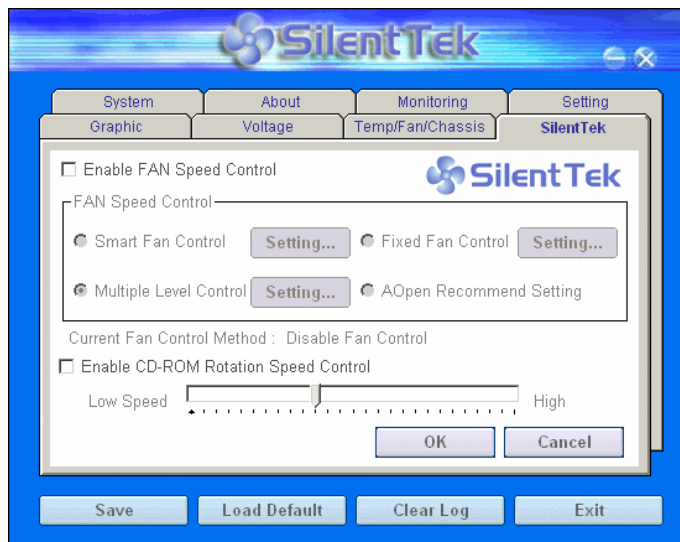 SilentTek
System About Monitoring Setting
Graphic Voltage Temp/Fan/Chassis SilentTek
Enable FAN Speed Control
SilentTek
FAN Speed Control
Smart Fan Control Setting... Fixed Fan Control Setting...
Multiple Level Control Setting... AOpen Recommend Setting
Current Fan Control Method : Disable Fan Control
Enable CD-ROM Rotation Speed Control
Low Speed High
OK Cancel
Save Load Default Clear Log Exit